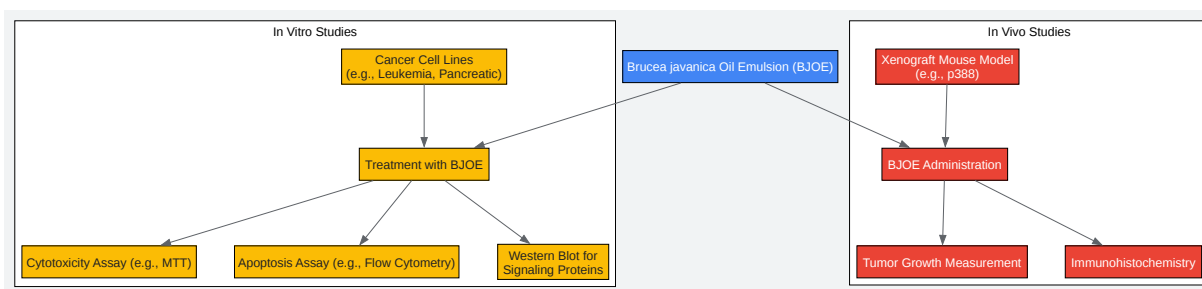 In Vitro Studies
Cancer Cell Lines
(e.g., Leukemia, Pancreatic)
Treatment with BJOE
Cytotoxicity Assay (e.g., MTT)
Apoptosis Assay (e.g., Flow Cytometry)
Western Blot for
Signaling Proteins
Brucea javanica Oil Emulsion (BJOE)
In Vivo Studies
Xenograft Mouse Model
(e.g., p388)
BJOE Administration
Tumor Growth Measurement
Immunohistochemistry